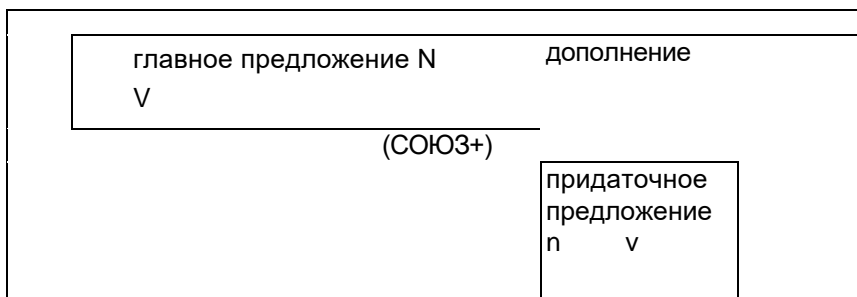 главное предложение N
V
дополнение
(СОЮЗ+)
придаточное
предложение
n v